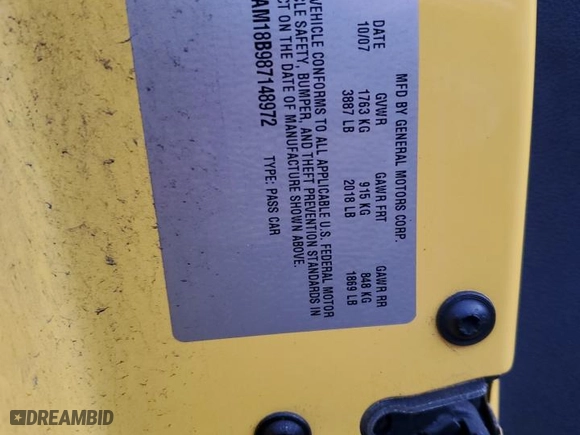 MFD BY GENERAL MOTORS CORP.
DATE GVWR GAWR FRT GAWR RR
10/07 1763 KG 915 KG 848 KG
3887 LB 2018 LB 1869 LB
VEHICLE CONFORMS TO ALL APPLICABLE U.S. FEDERAL MOTOR
SAFETY, BUMPER, AND THEFT PREVENTION STANDARDS IN
ON THE DATE OF MANUFACTURE SHOWN ABOVE.
AM18B987148972 TYPE: PASS CAR
DREAMBID